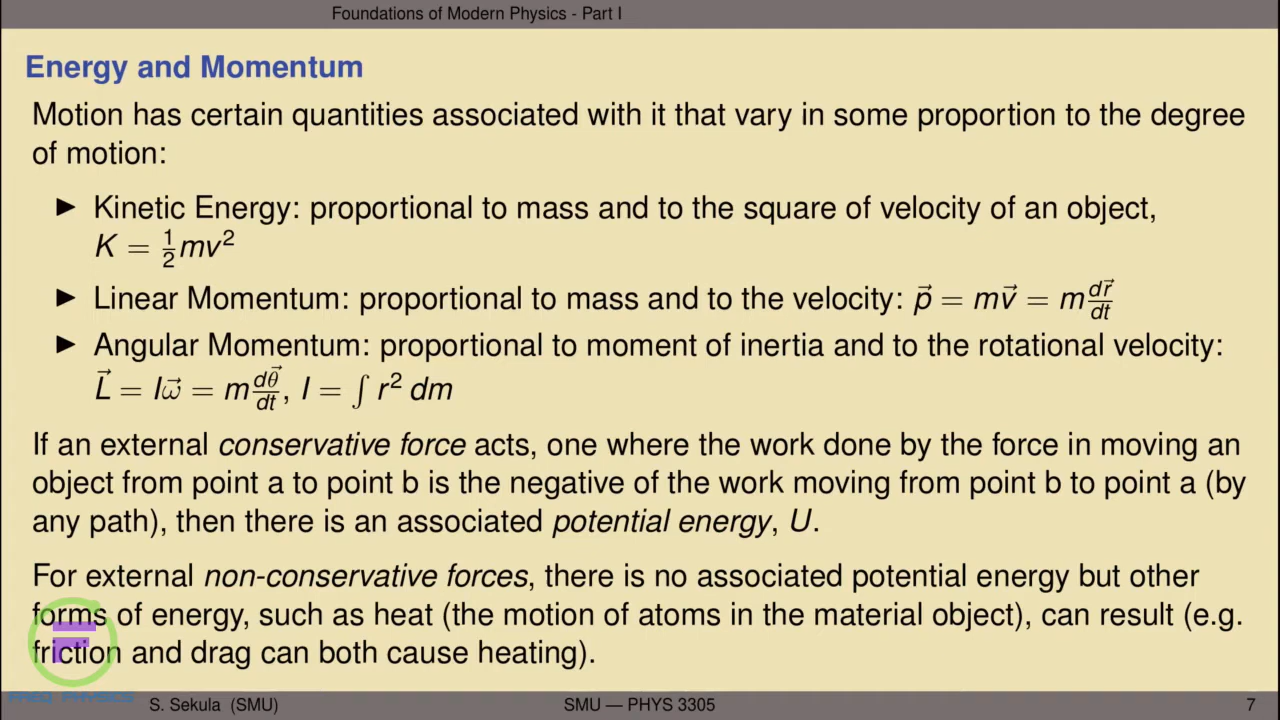 Foundations of Modern Physics - Part I
Energy and Momentum
Motion has certain quantities associated with it that vary in some proportion to the degree
of motion:
▶ Kinetic Energy: proportional to mass and to the square of velocity of an object,
K = ½mv²
▶ Linear Momentum: proportional to mass and to the velocity: p⃗ = mv⃗ = m dr⃗/dt
▶ Angular Momentum: proportional to moment of inertia and to the rotational velocity:
L⃗ = Iω⃗ = m dθ⃗/dt, I = ∫ r² dm
If an external conservative force acts, one where the work done by the force in moving an
object from point a to point b is the negative of the work moving from point b to point a (by
any path), then there is an associated potential energy, U.
For external non-conservative forces, there is no associated potential energy but other
forms of energy, such as heat (the motion of atoms in the material object), can result (e.g.
friction and drag can both cause heating).
FREQ PHYSICS
S. Sekula (SMU) SMU — PHYS 3305 7